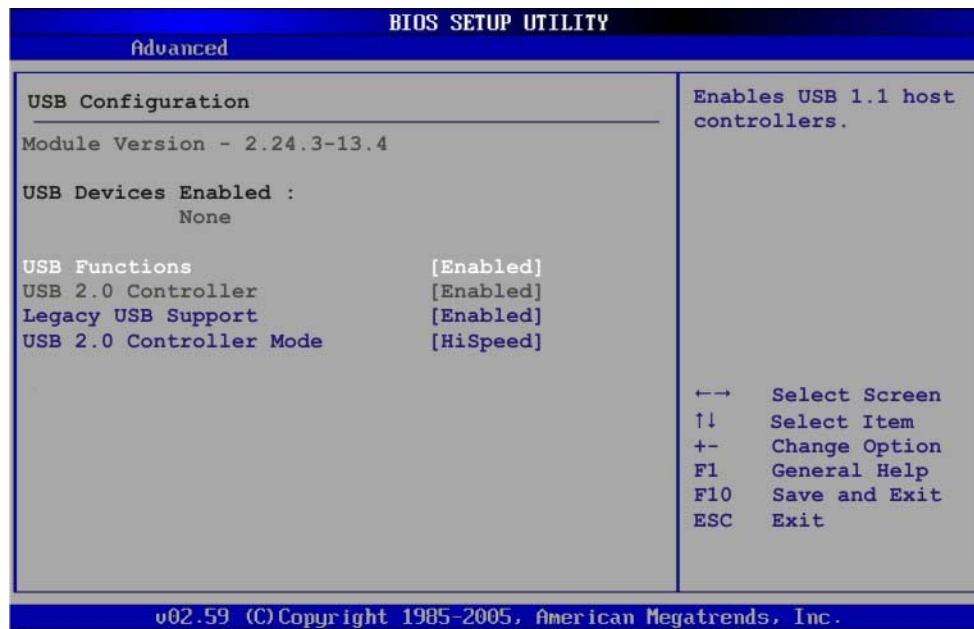 BIOS SETUP UTILITY
Advanced
USB Configuration
Module Version - 2.24.3-13.4
USB Devices Enabled :
None
USB Functions [Enabled]
USB 2.0 Controller [Enabled]
Legacy USB Support [Enabled]
USB 2.0 Controller Mode [HiSpeed]
Enables USB 1.1 host
controllers.
←→ Select Screen
↑↓ Select Item
+- Change Option
F1 General Help
F10 Save and Exit
ESC Exit
v02.59 (C)Copyright 1985-2005, American Megatrends, Inc.